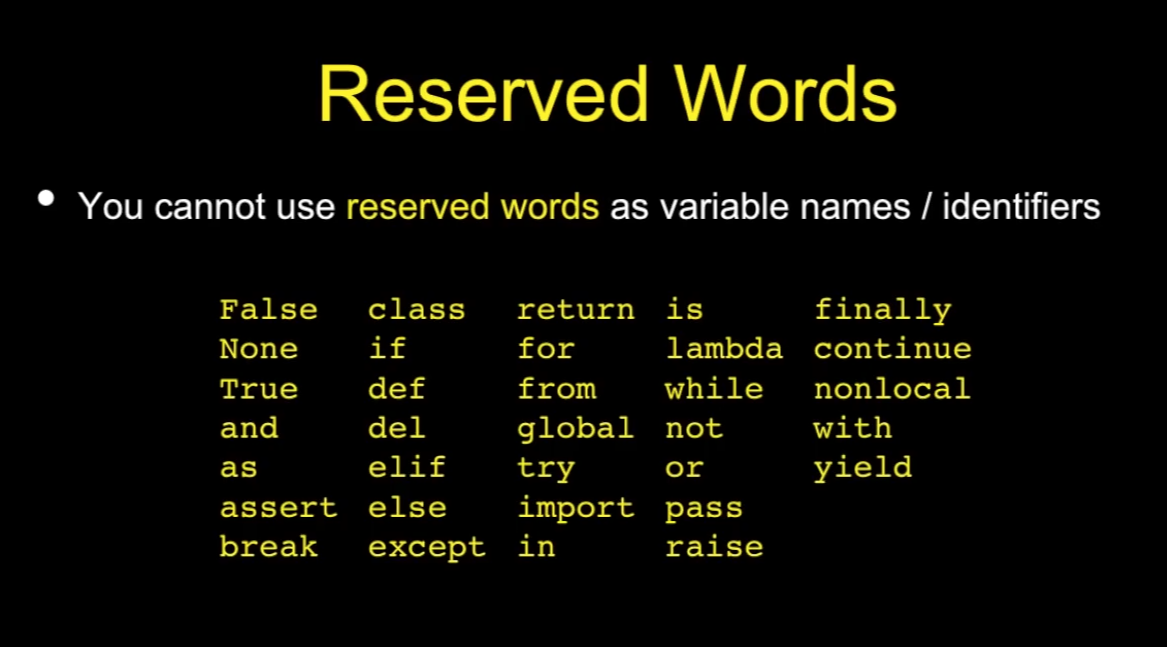 Reserved Words
• You cannot use reserved words as variable names / identifiers
False class return is finally
None if for lambda continue
True def from while nonlocal
and del global not with
as elif try or yield
assert else import pass
break except in raise